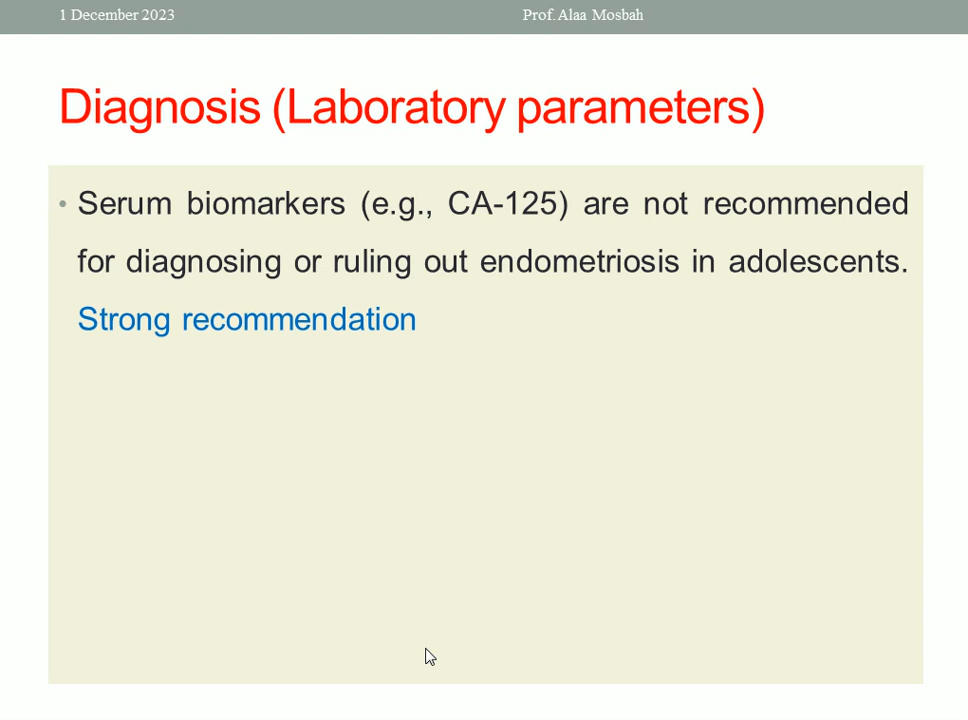 1 December 2023 Prof. Alaa Mosbah
Diagnosis (Laboratory parameters)
• Serum biomarkers (e.g., CA-125) are not recommended
for diagnosing or ruling out endometriosis in adolescents.
Strong recommendation